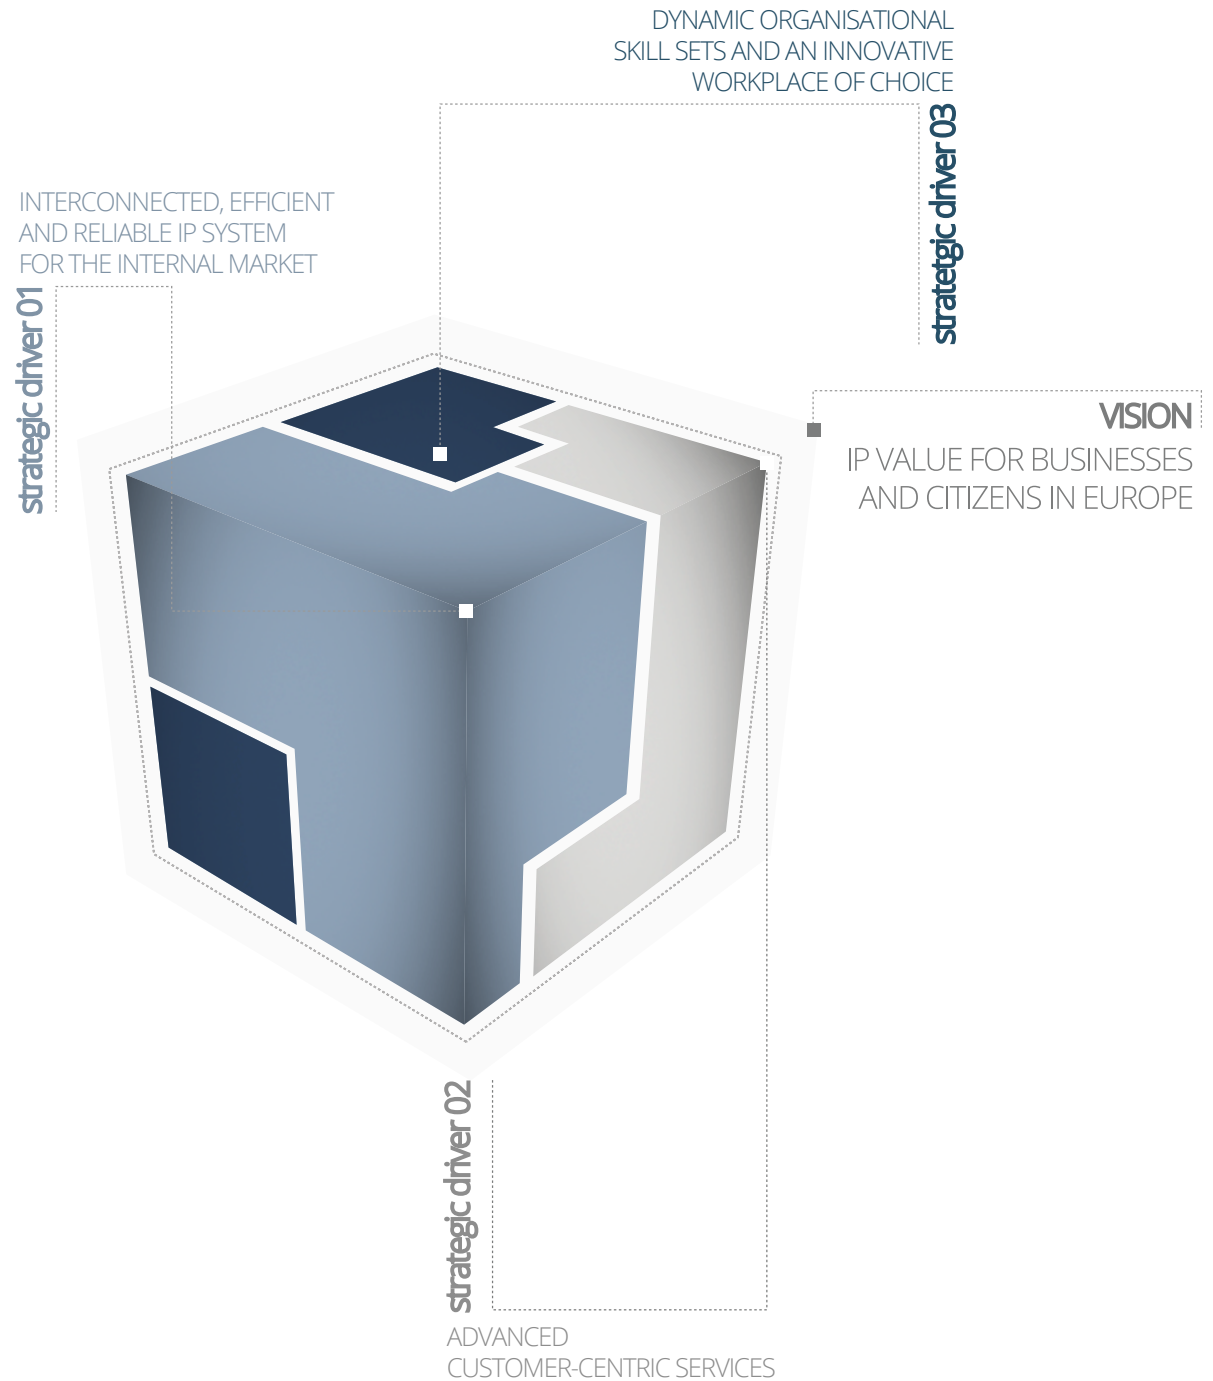 DYNAMIC ORGANISATIONAL
SKILL SETS AND AN INNOVATIVE
WORKPLACE OF CHOICE
stratetgic driver 03
INTERCONNECTED, EFFICIENT
AND RELIABLE IP SYSTEM
FOR THE INTERNAL MARKET
strategic driver 01
VISION
IP VALUE FOR BUSINESSES
AND CITIZENS IN EUROPE
strategic driver 02
ADVANCED
CUSTOMER-CENTRIC SERVICES